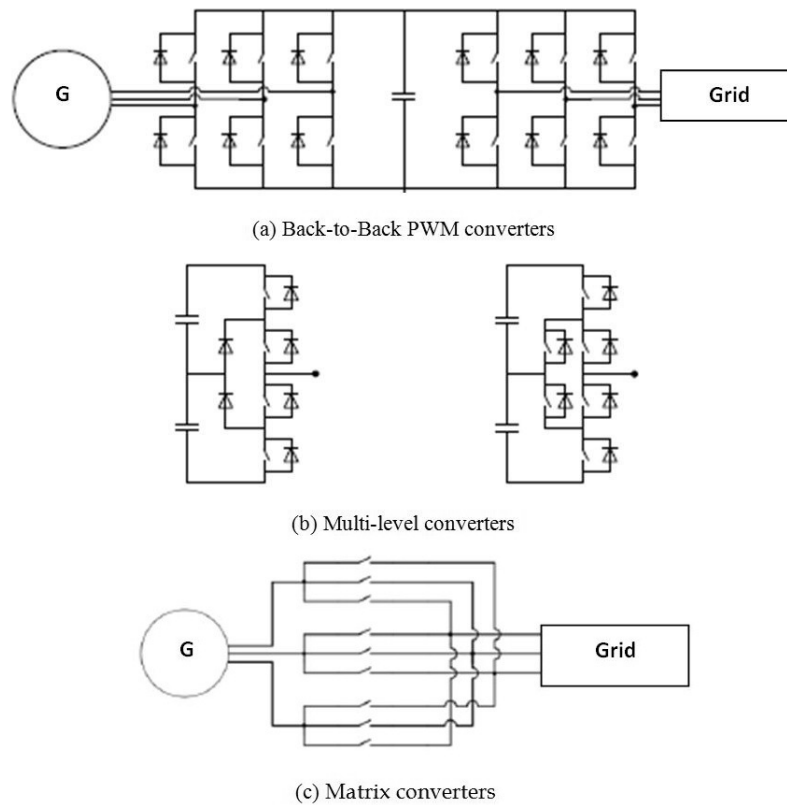 G
Grid
(a) Back-to-Back PWM converters
(b) Multi-level converters
G
Grid
(c) Matrix converters